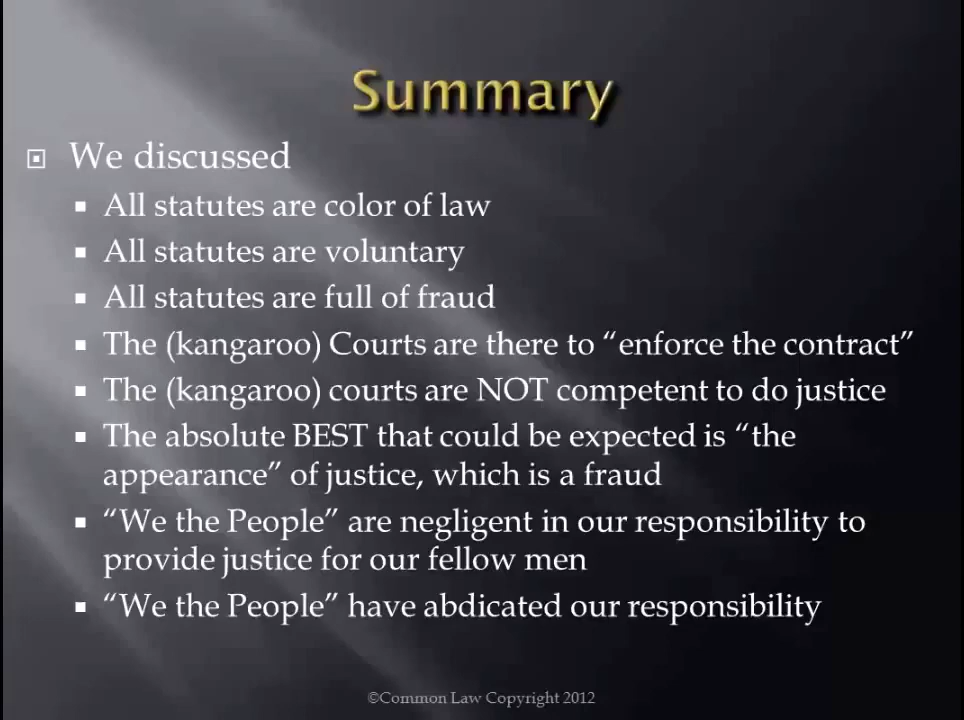 Summary
We discussed
All statutes are color of law
All statutes are voluntary
All statutes are full of fraud
The (kangaroo) Courts are there to “enforce the contract”
The (kangaroo) courts are NOT competent to do justice
The absolute BEST that could be expected is “the
appearance” of justice, which is a fraud
“We the People” are negligent in our responsibility to
provide justice for our fellow men
“We the People” have abdicated our responsibility
©Common Law Copyright 2012